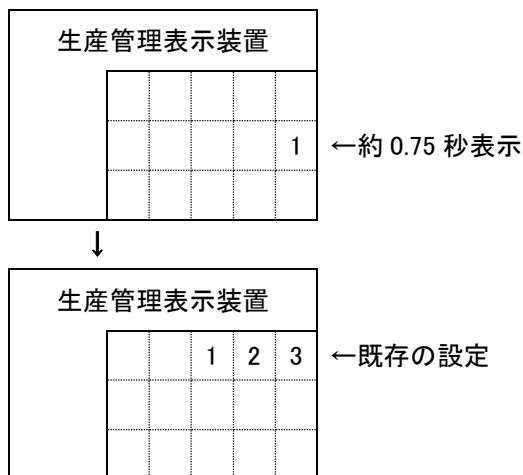 生産管理表示装置
1 ←約 0.75 秒表示
↓
生産管理表示装置
1 2 3 ←既存の設定